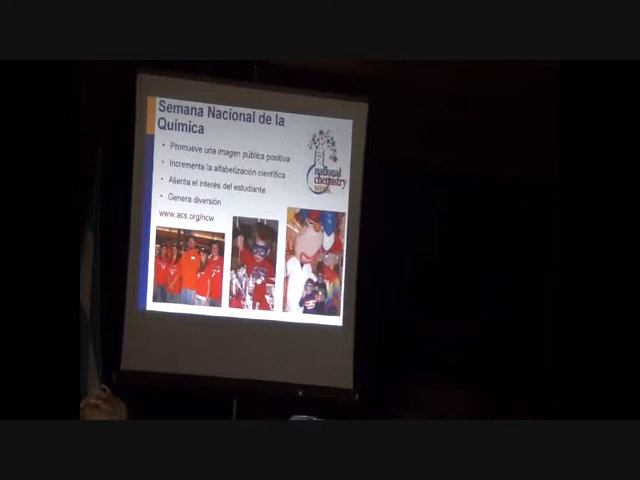 Semana Nacional de la
Química
• Promueve una imagen pública positiva
• Incrementa la alfabetización científica
• Alienta el interés del estudiante
• Genera diversión
www.acs.org/ncw
national
chemistry
WEEK